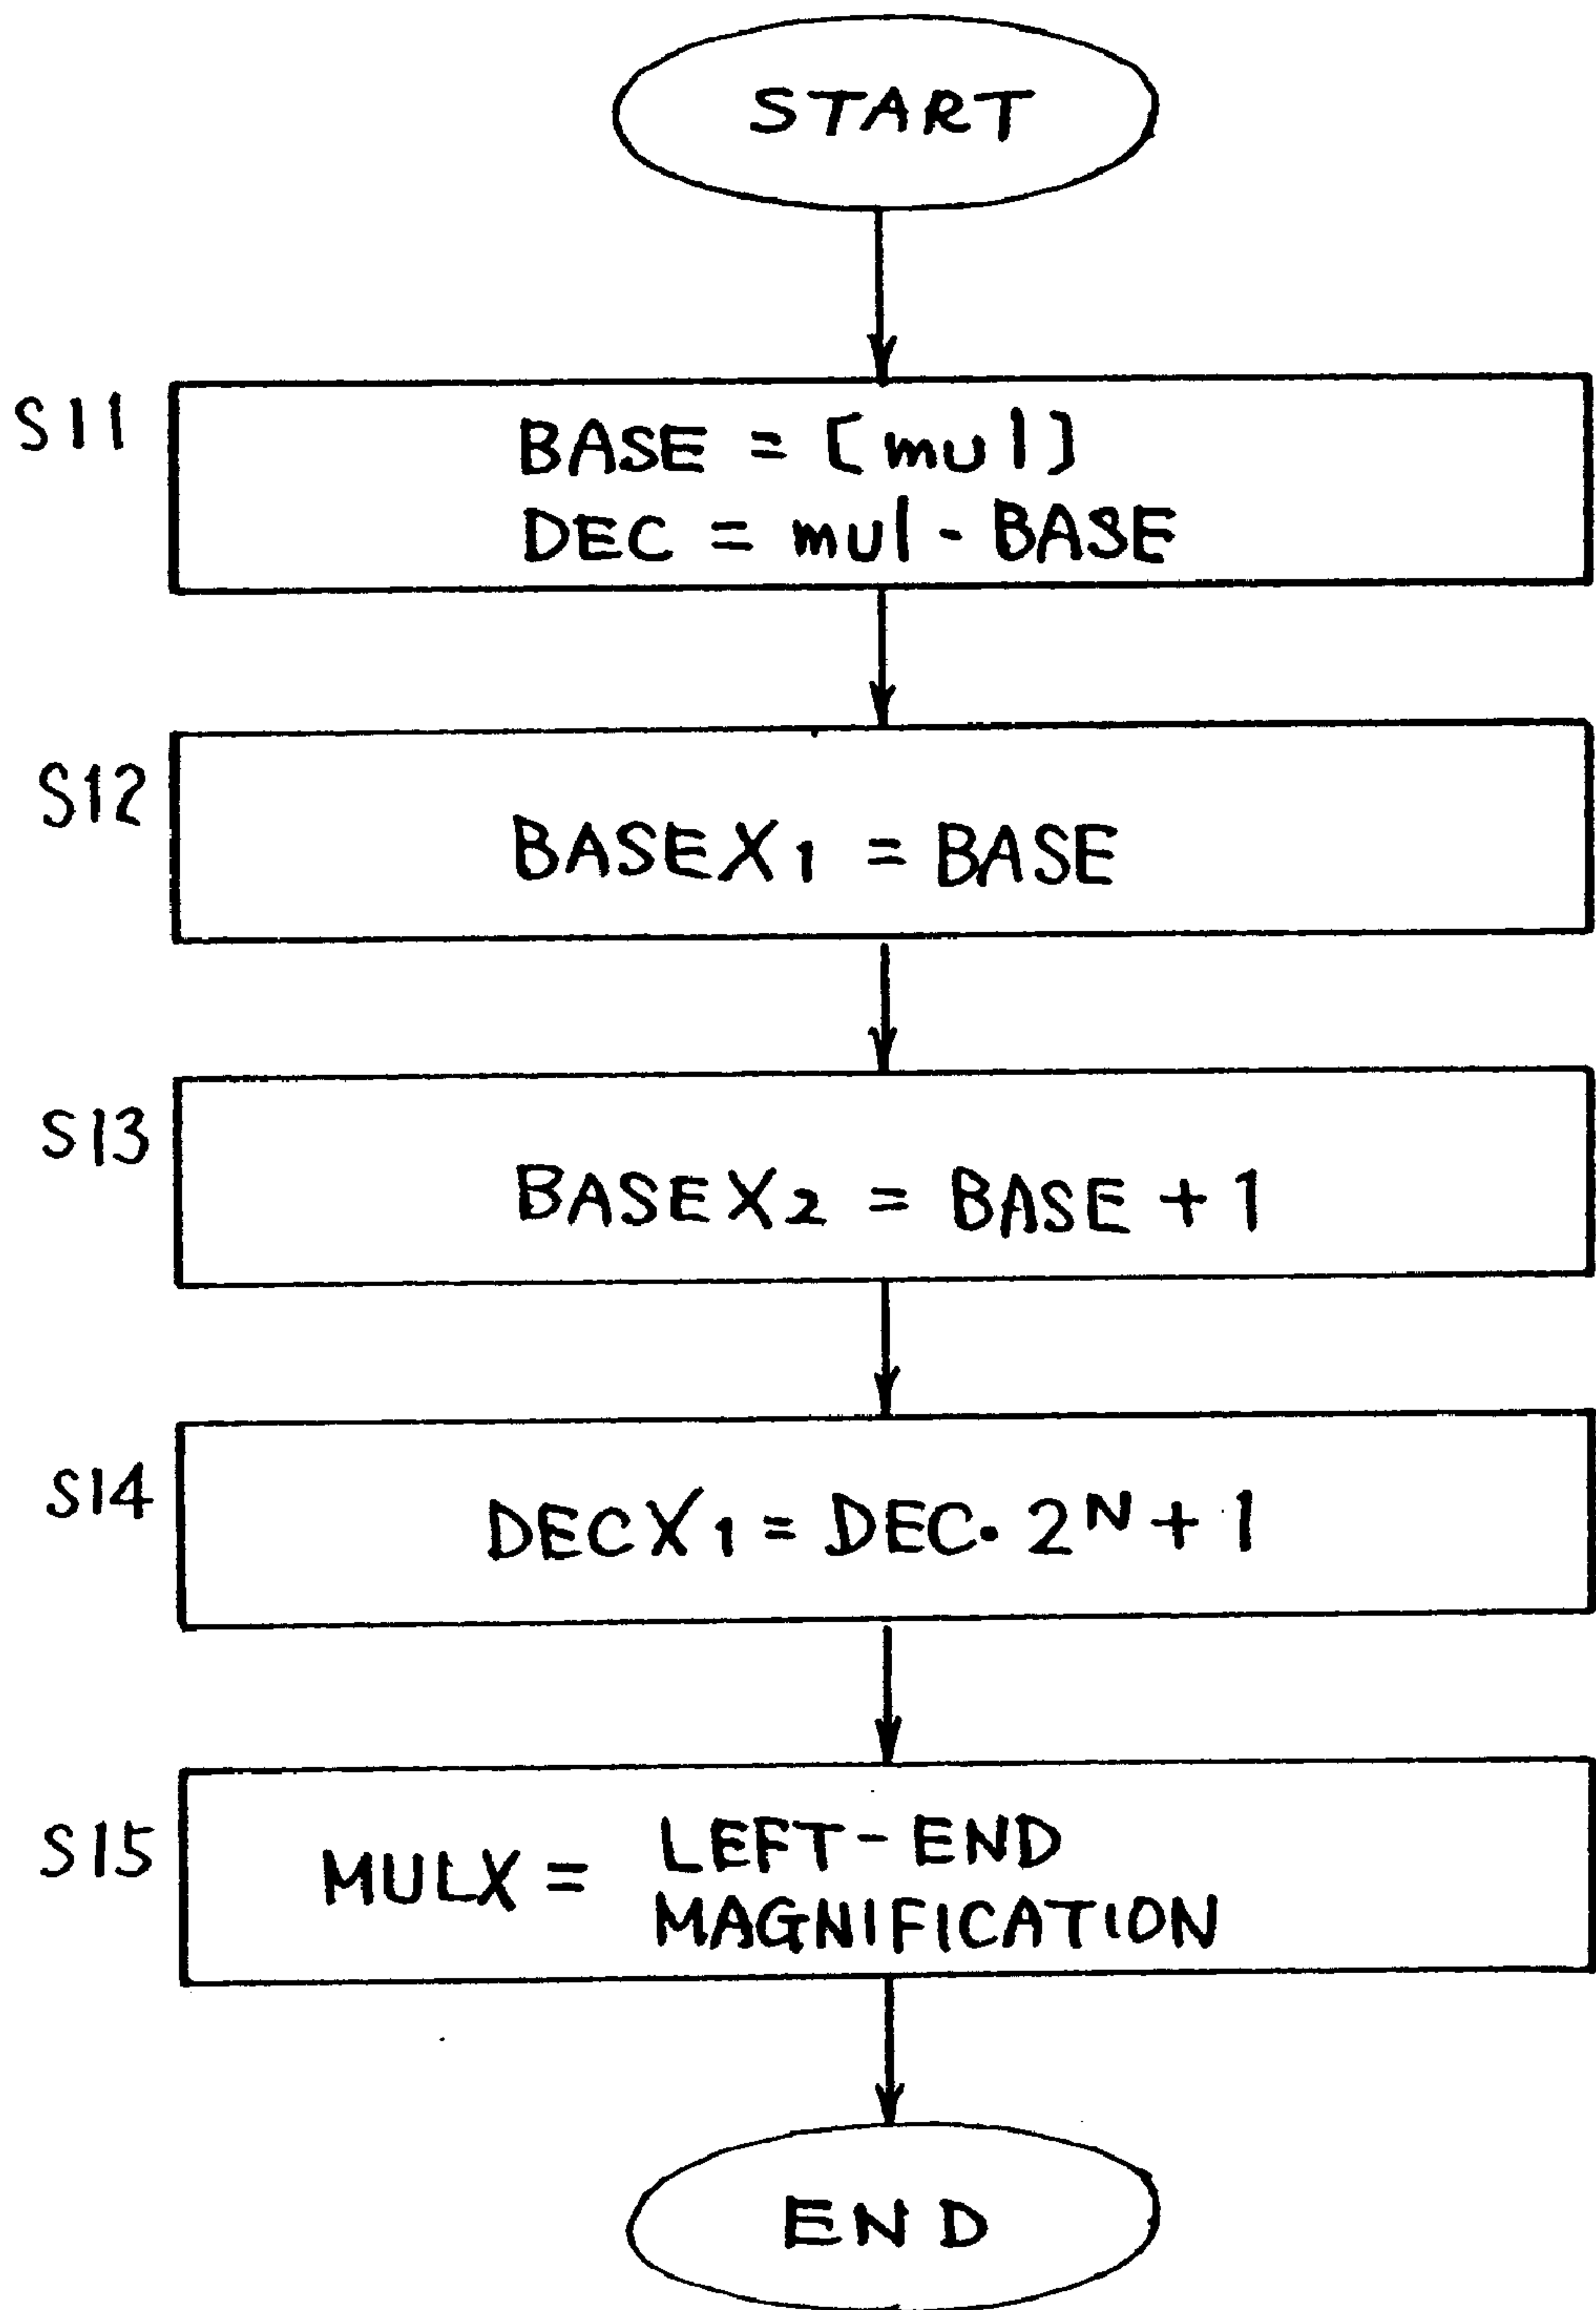 START
S11
BASE = [mul]
DEC = mul - BASE
S12
BASEX₁ = BASE
S13
BASEX₂ = BASE + 1
S14
DECX₁ = DEC · 2ᴺ + 1
S15
MULX = LEFT-END
MAGNIFICATION
END